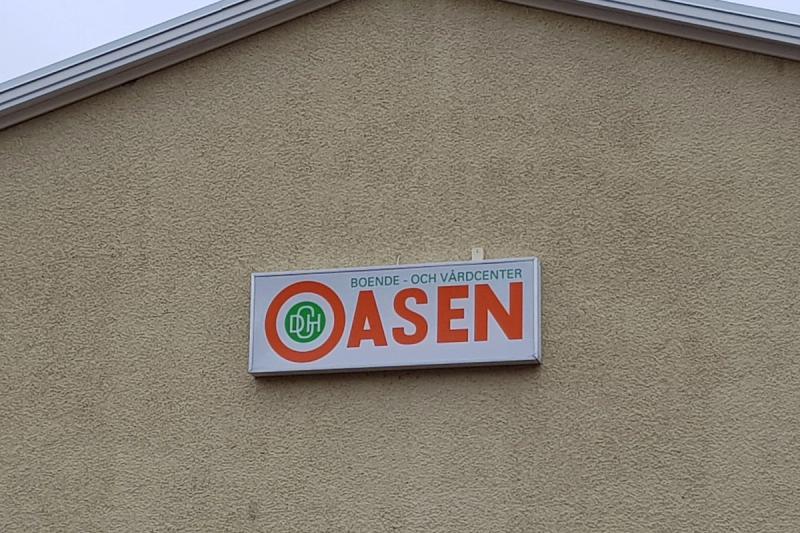 BOENDE - OCH VÅRDCENTER
OASEN